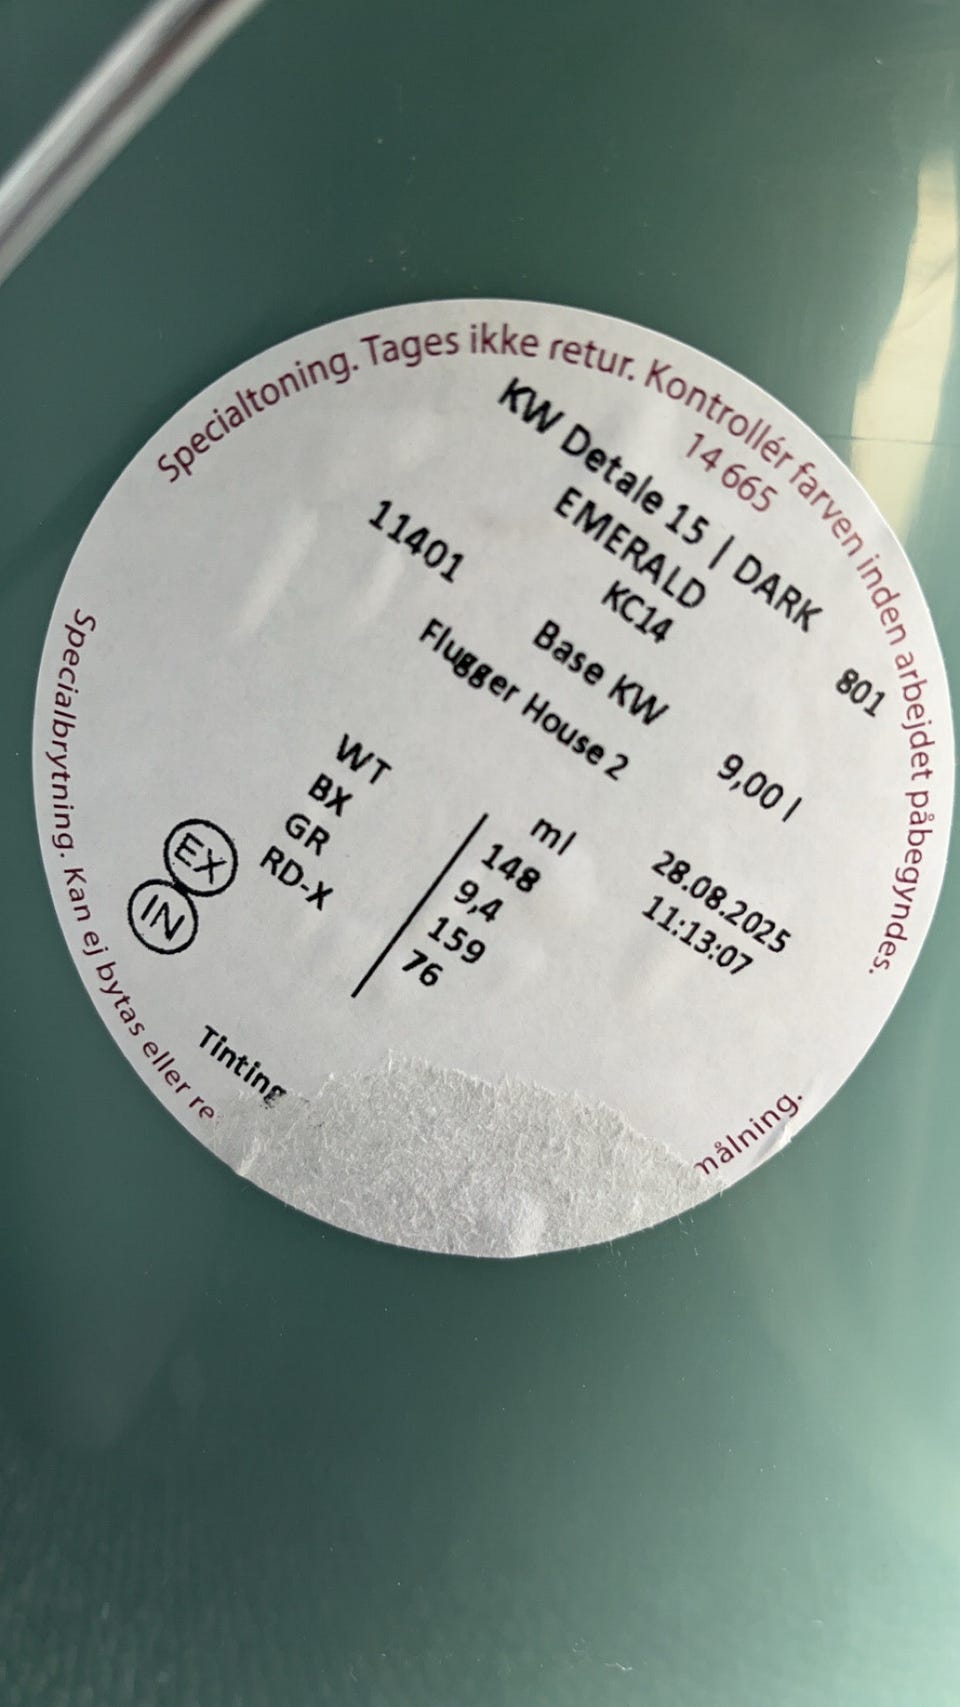 Specialtoning. Tages ikke retur. Kontrollér farven inden arbejdet påbegyndes.
14 665
KW Detale 15 | DARK
EMERALD
KC14
801
11401
Base KW
9,00 l
Flugger House 2
ml
28.08.2025
11:13:07
WT 148
BX 9,4
GR 159
RD-X 76
EX
IN
Tinting
Specialbrytning. Kan ej bytas eller
målning.